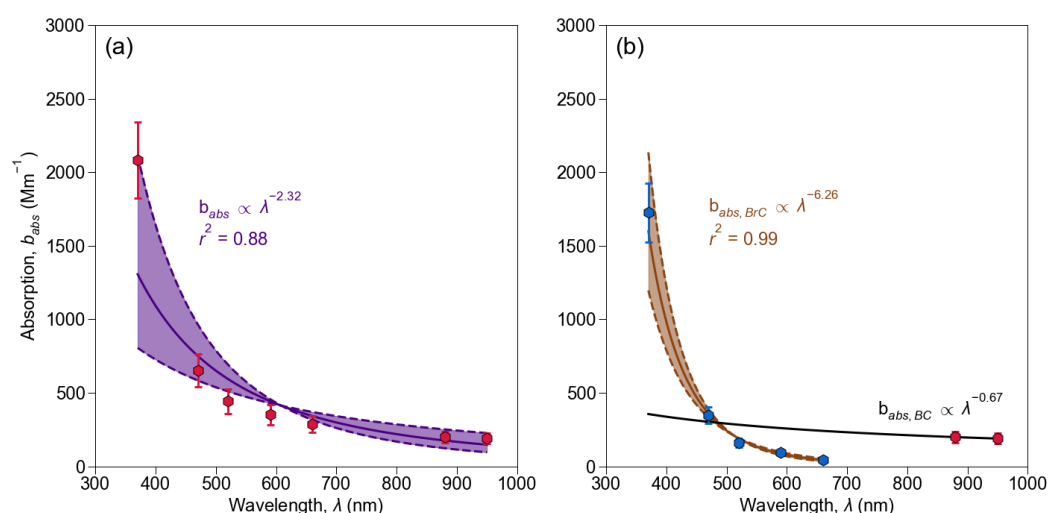 (a)
b_abs ∝ λ^−2.32
r^2 = 0.88
Absorption, b_abs (Mm^−1)
3000
2500
2000
1500
1000
500
0
300 400 500 600 700 800 900 1000
Wavelength, λ (nm)
(b)
b_abs,BrC ∝ λ^−6.26
r^2 = 0.99
b_abs,BC ∝ λ^−0.67
3000
2500
2000
1500
1000
500
0
300 400 500 600 700 800 900 1000
Wavelength, λ (nm)